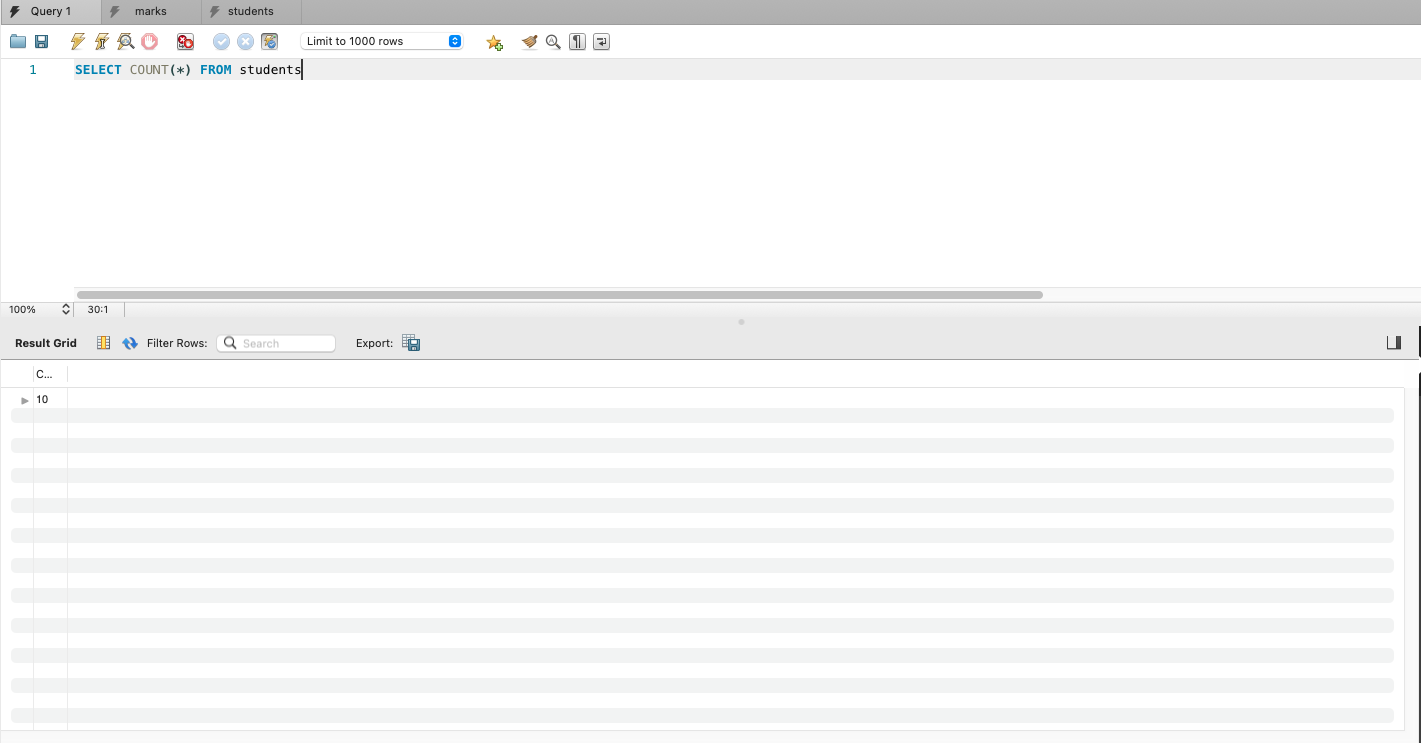 Query 1 marks students
Limit to 1000 rows
1 SELECT COUNT(*) FROM students
100% 30:1
Result Grid Filter Rows: Search Export:
C...
10